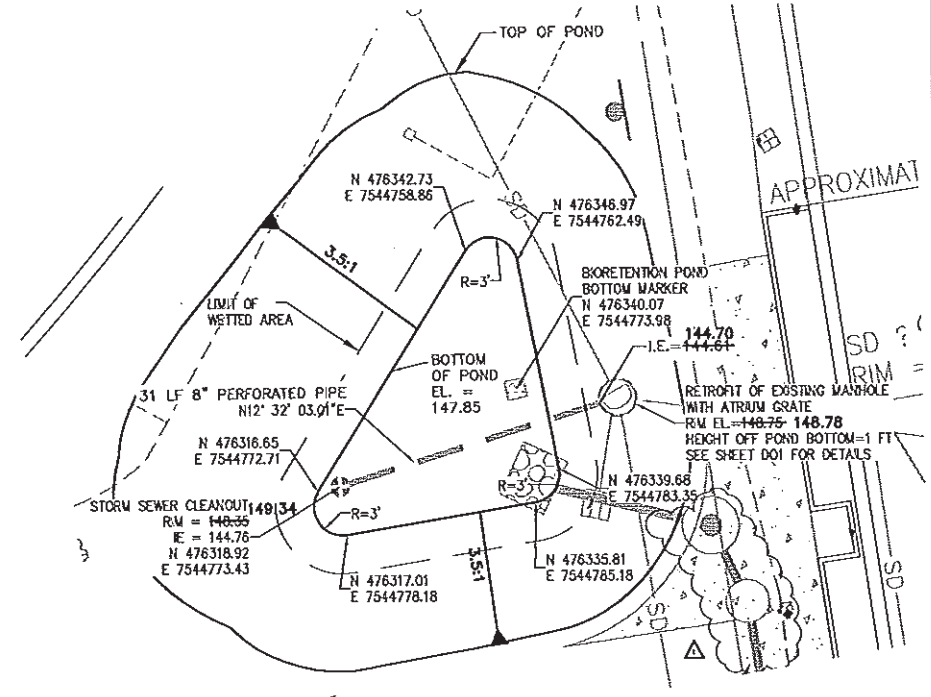 TOP OF POND
N 476342.73
E 7544758.86
N 476346.97
E 7544762.49
APPROXIMAT
SD
3.5:1
R=3'
BIORETENTION POND
BOTTOM MARKER
N 476340.07
E 7544773.98
LIMIT OF
WETTED AREA
144.70
I.E.=144.61
SD ?
RIM =
BOTTOM
OF POND
EL. =
147.85
31 LF 8" PERFORATED PIPE
N12° 32' 03.01"E
RETROFIT OF EXISTING MANHOLE
WITH ATRIUM GRATE
RIM EL=148.75 148.78
HEIGHT OFF POND BOTTOM=1 FT
SEE SHEET D01 FOR DETAILS
N 476316.65
E 7544772.71
R=3'
N 476339.68
E 7544783.35
STORM SEWER CLEANOUT 149.34
RIM = 148.35
IE = 144.76
N 476318.92
E 7544773.43
R=3'
3.5:1
N 476317.01
E 7544778.18
N 476335.81
E 7544785.18
SD
SD